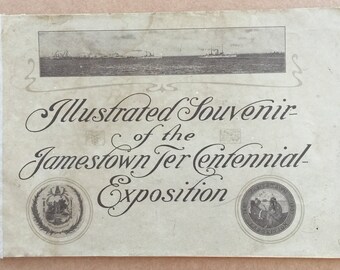 Illustrated Souvenir
of the
Jamestown Ter Centennial
Exposition